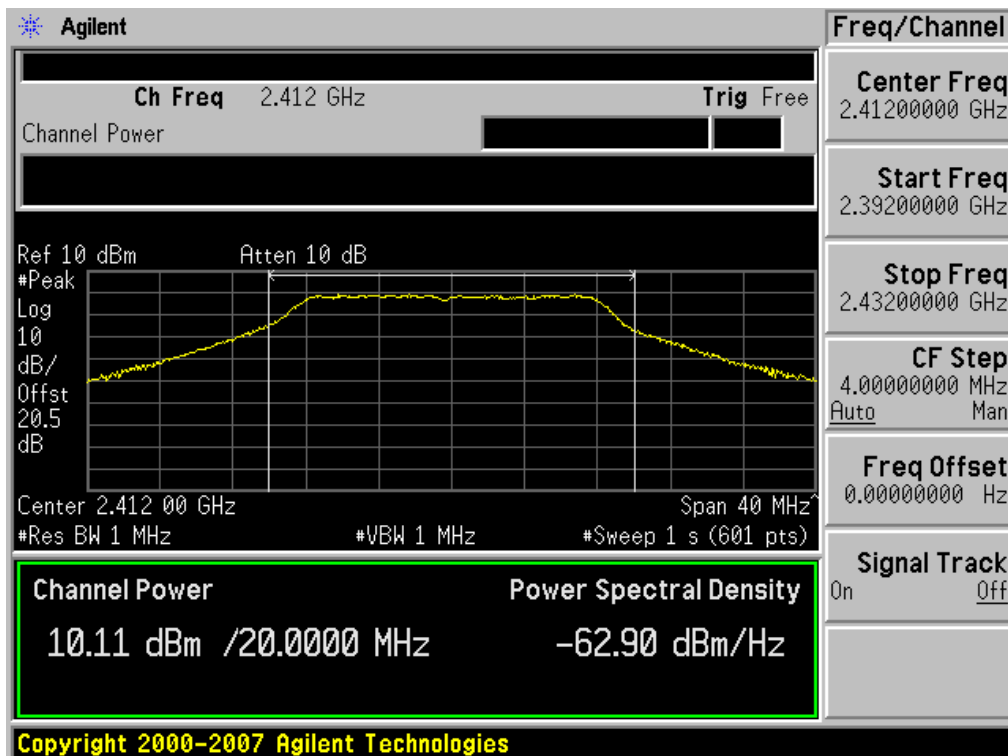 Agilent
Freq/Channel
Ch Freq 2.412 GHz Trig Free
Channel Power
Center Freq
2.41200000 GHz
Start Freq
2.39200000 GHz
Stop Freq
2.43200000 GHz
CF Step
4.00000000 MHz
Auto Man
Freq Offset
0.00000000 Hz
Signal Track
On Off
Ref 10 dBm Atten 10 dB
#Peak
Log
10
dB/
Offst
20.5
dB
Center 2.412 00 GHz Span 40 MHz^
#Res BW 1 MHz #VBW 1 MHz #Sweep 1 s (601 pts)
Channel Power Power Spectral Density
10.11 dBm /20.0000 MHz -62.90 dBm/Hz
Copyright 2000-2007 Agilent Technologies